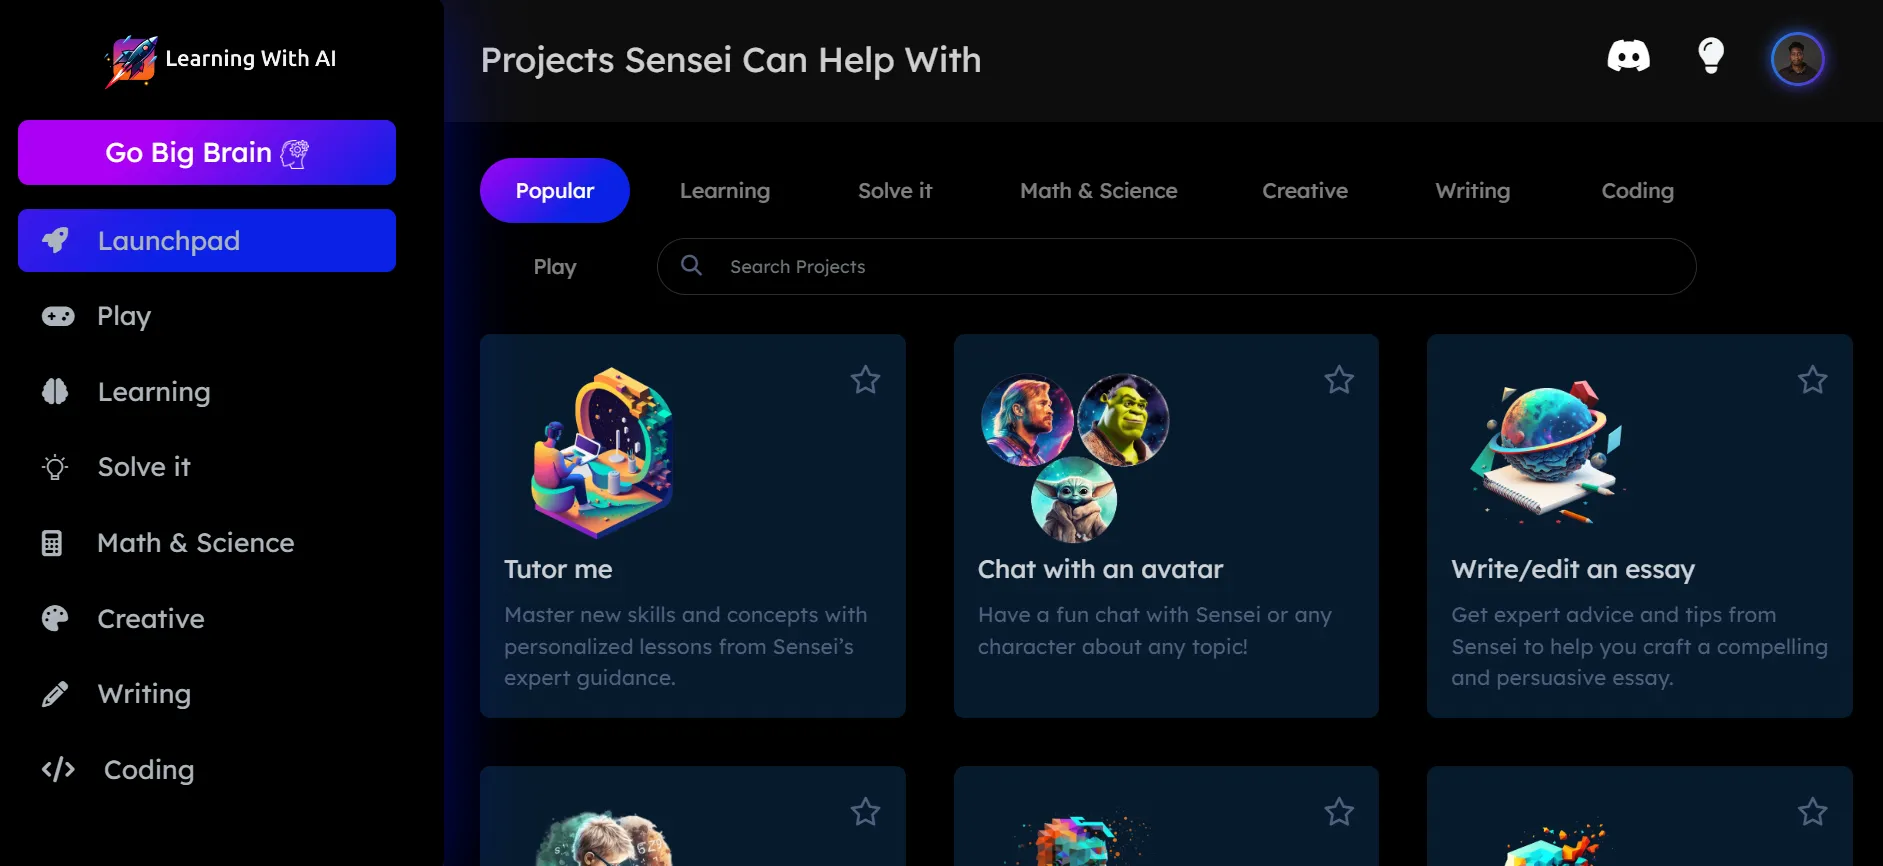 Learning With AI
Go Big Brain
Launchpad
Play
Learning
Solve it
Math & Science
Creative
Writing
Coding
Projects Sensei Can Help With
Popular
Learning
Solve it
Math & Science
Creative
Writing
Coding
Play
Search Projects
Tutor me
Master new skills and concepts with
personalized lessons from Sensei's
expert guidance.
Chat with an avatar
Have a fun chat with Sensei or any
character about any topic!
Write/edit an essay
Get expert advice and tips from
Sensei to help you craft a compelling
and persuasive essay.